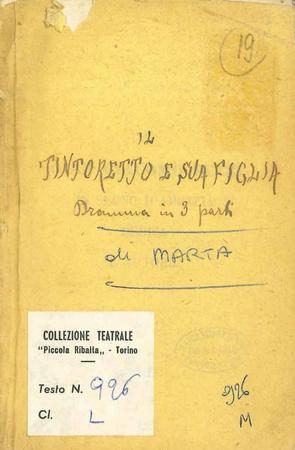 19
IL
TINTORETTO E SUA FIGLIA
Dramma in 3 parti
di MARTA
COLLEZIONE TEATRALE
"Piccola Ribalta„ - Torino
Testo N. 926
Cl. L
926
M